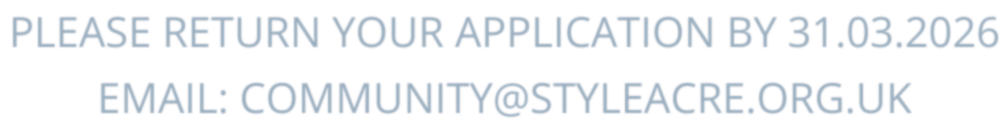 PLEASE RETURN YOUR APPLICATION BY 31.03.2026
EMAIL: COMMUNITY@STYLEACRE.ORG.UK